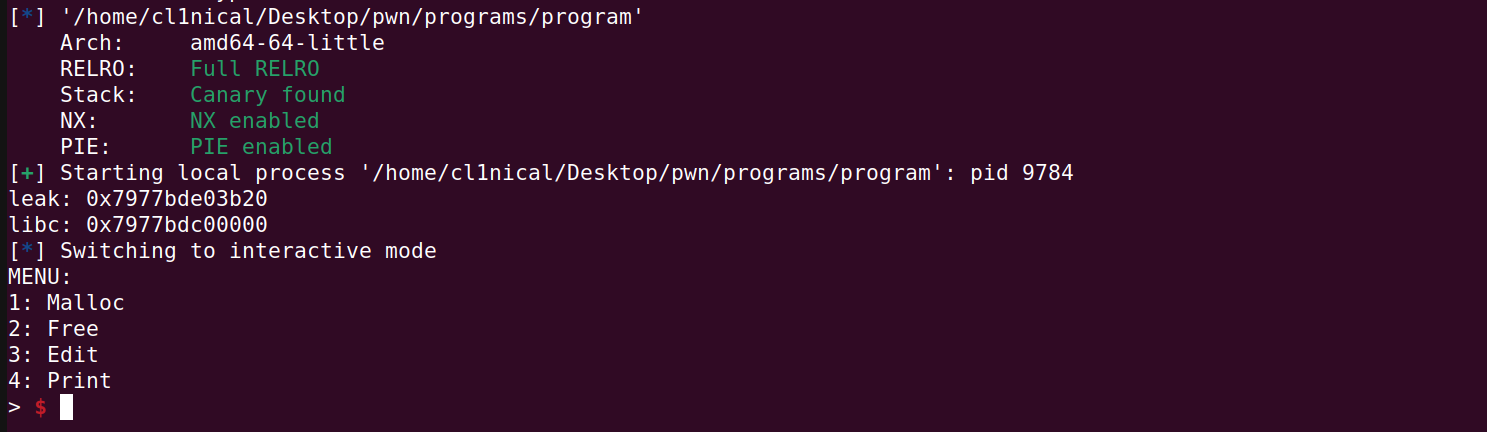 [*] '/home/cl1nical/Desktop/pwn/programs/program'
    Arch:     amd64-64-little
    RELRO:    Full RELRO
    Stack:    Canary found
    NX:       NX enabled
    PIE:      PIE enabled
[+] Starting local process '/home/cl1nical/Desktop/pwn/programs/program': pid 9784
leak: 0x7977bde03b20
libc: 0x7977bdc00000
[*] Switching to interactive mode
MENU:
1: Malloc
2: Free
3: Edit
4: Print
> $